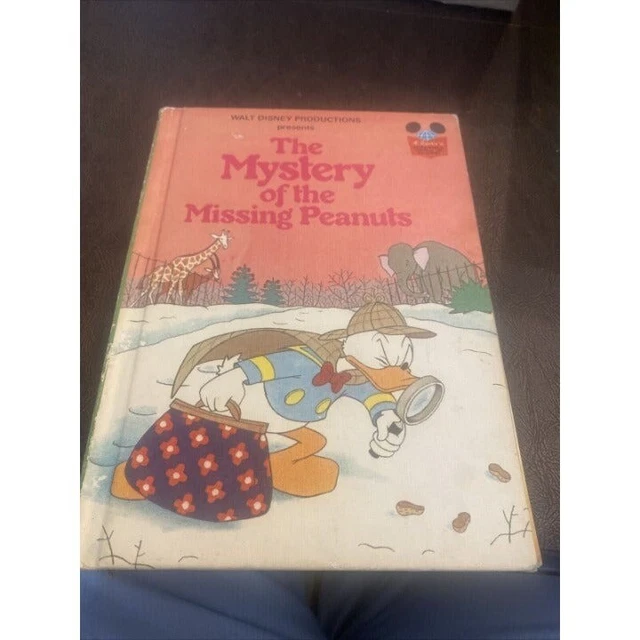 WALT DISNEY PRODUCTIONS
presents
The
Mystery
of the
Missing Peanuts